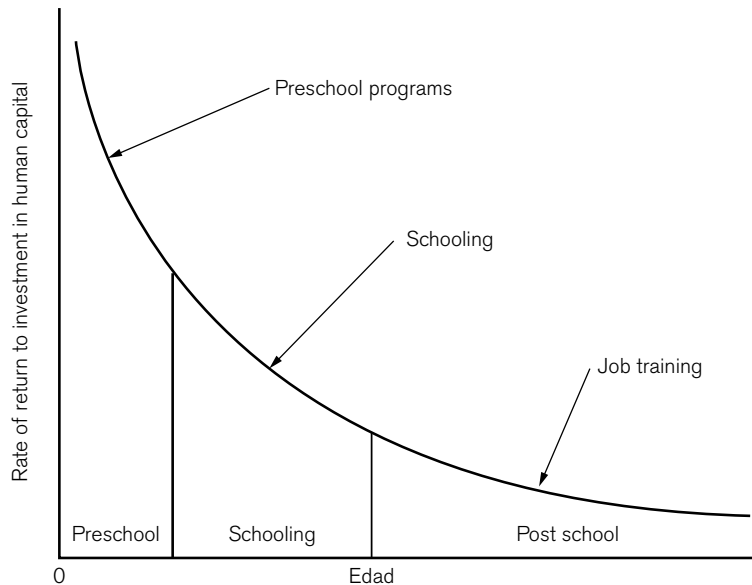 Rate of return to investment in human capital
Preschool programs
Schooling
Job training
Preschool
Schooling
Post school
0
Edad